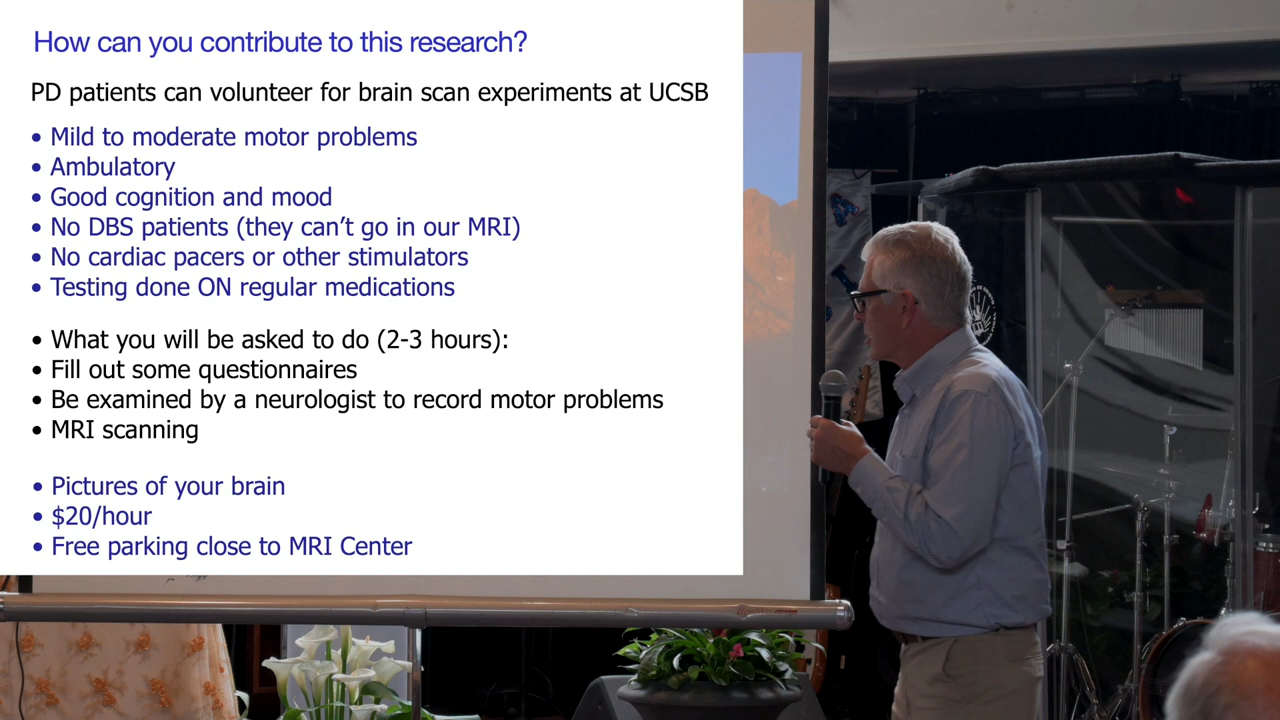 How can you contribute to this research?
PD patients can volunteer for brain scan experiments at UCSB
• Mild to moderate motor problems
• Ambulatory
• Good cognition and mood
• No DBS patients (they can’t go in our MRI)
• No cardiac pacers or other stimulators
• Testing done ON regular medications
• What you will be asked to do (2-3 hours):
• Fill out some questionnaires
• Be examined by a neurologist to record motor problems
• MRI scanning
• Pictures of your brain
• $20/hour
• Free parking close to MRI Center